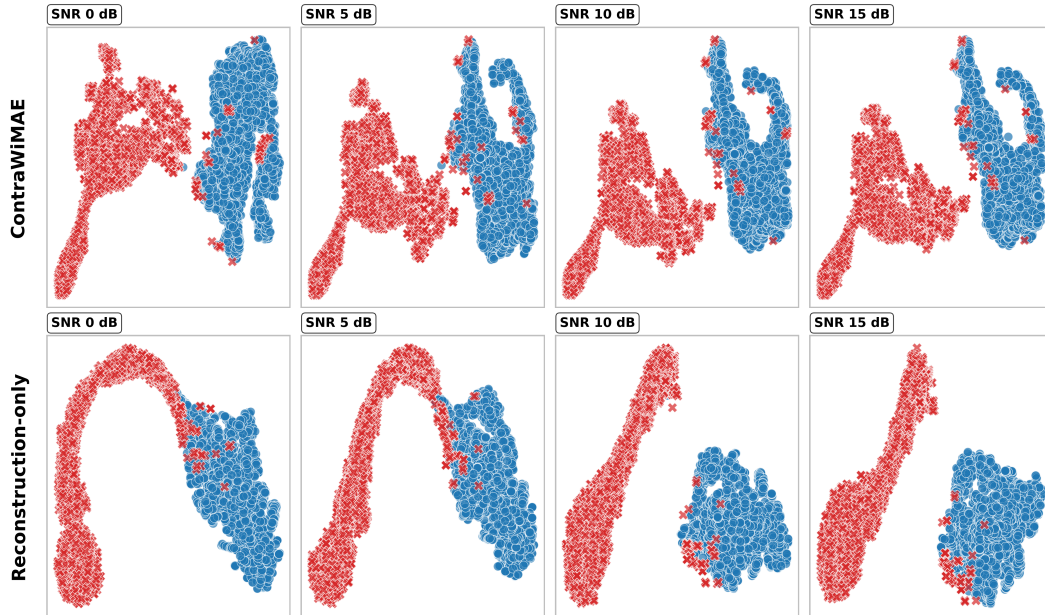 SNR 0 dB
SNR 5 dB
SNR 10 dB
SNR 15 dB
ContraWiMAE
SNR 0 dB
SNR 5 dB
SNR 10 dB
SNR 15 dB
Reconstruction-only